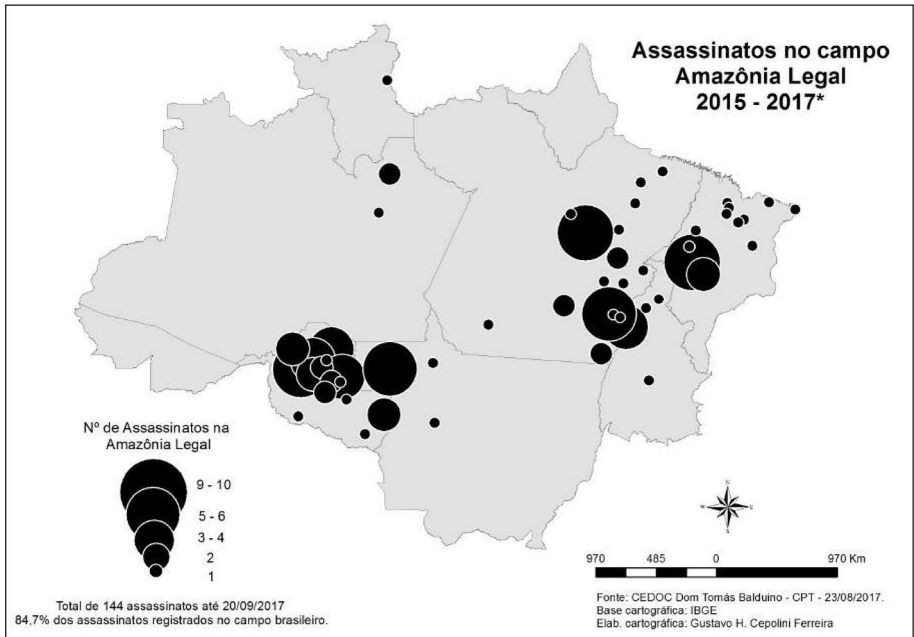 Assassinatos no campo
Amazônia Legal
2015 - 2017*
Nº de Assassinatos na
Amazônia Legal
9 - 10
5 - 6
3 - 4
2
1
N
S
970 485 0 970 Km
Total de 144 assassinatos até 20/09/2017
84,7% dos assassinatos registrados no campo brasileiro.
Fonte: CEDOC Dom Tomás Balduino - CPT - 23/08/2017.
Base cartográfica: IBGE
Elab. cartográfica: Gustavo H. Cepolini Ferreira